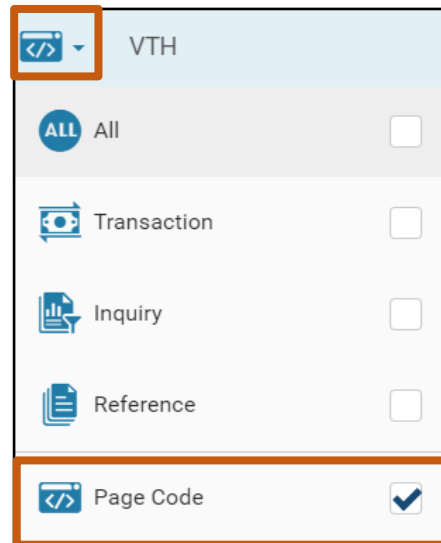 </> VTH
ALL All
Transaction
Inquiry
Reference
</> Page Code